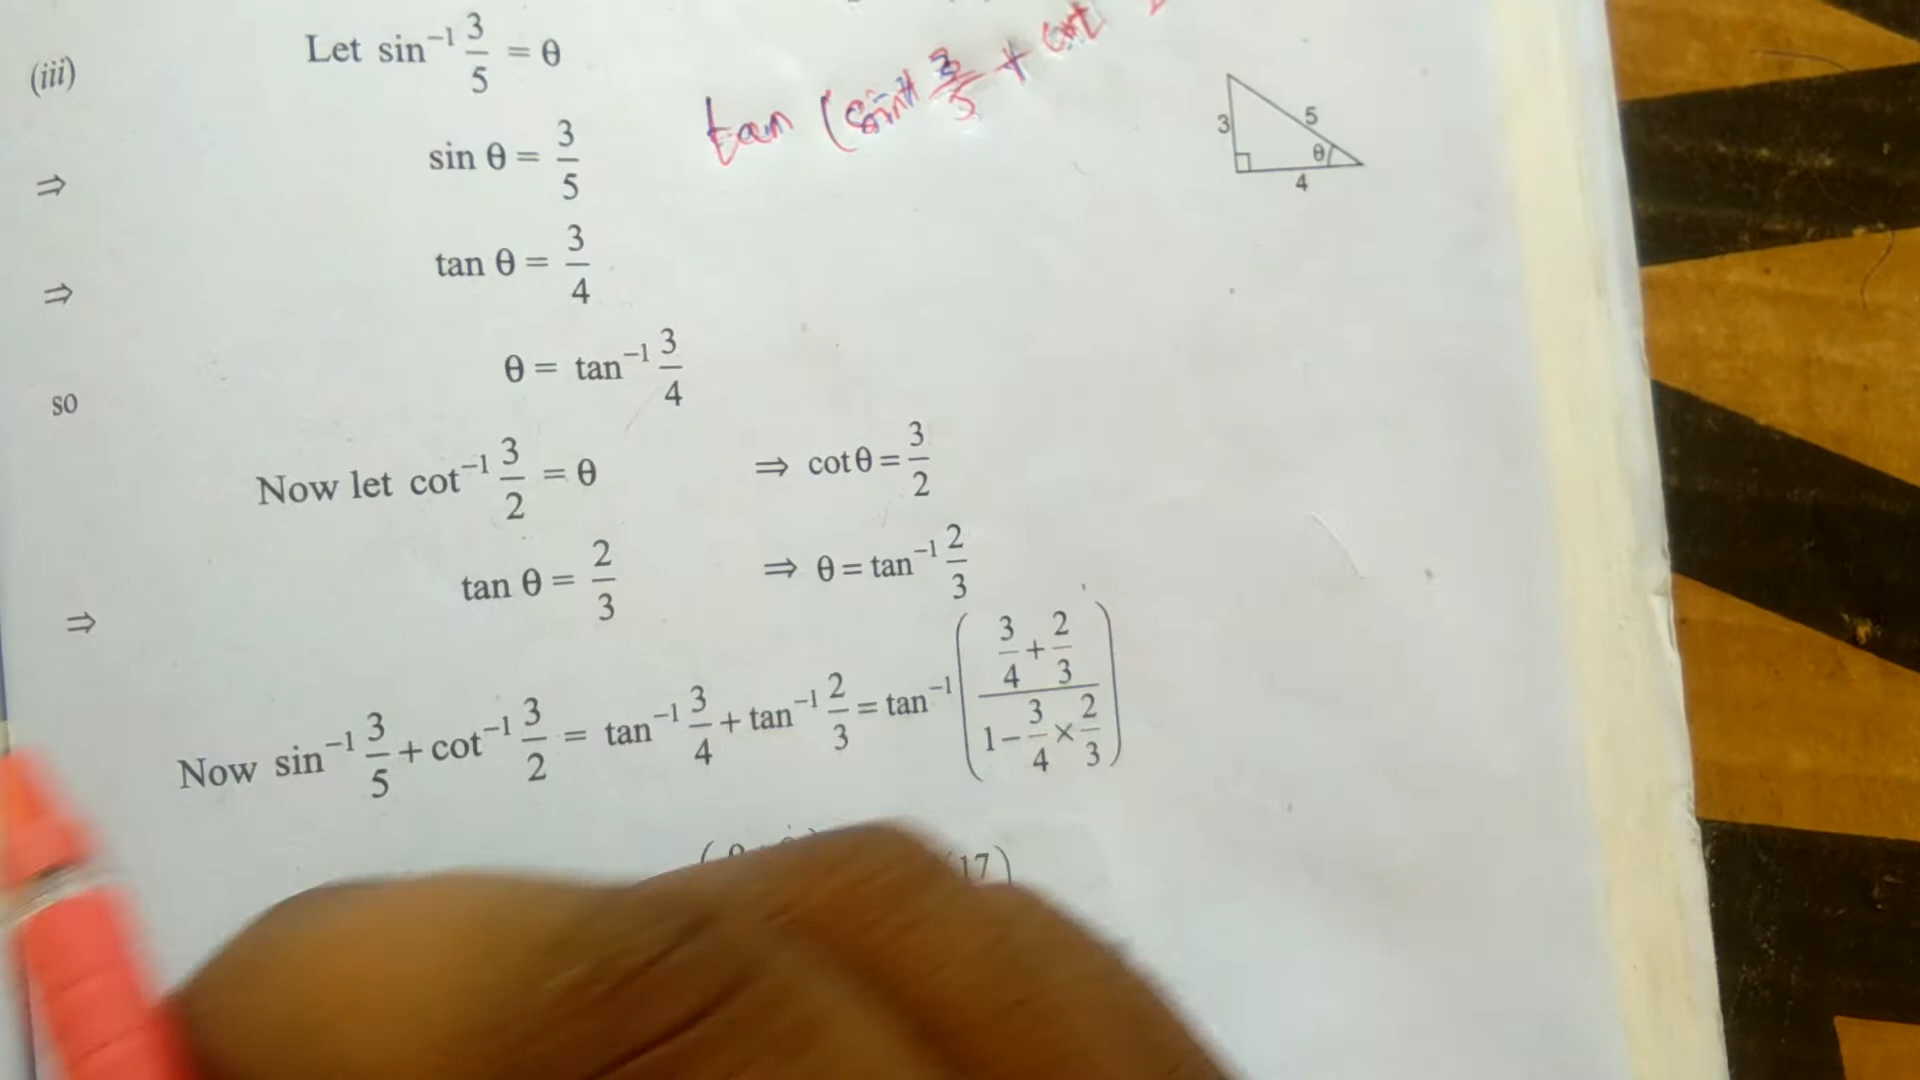 (iii) Let sin⁻¹ 3/5 = θ
tan (sin⁻¹ 3/5 + cot
3 5 θ 4
⇒ sin θ = 3/5
⇒ tan θ = 3/4
so θ = tan⁻¹ 3/4
Now let cot⁻¹ 3/2 = θ ⇒ cot θ = 3/2
⇒ tan θ = 2/3 ⇒ θ = tan⁻¹ 2/3
Now sin⁻¹ 3/5 + cot⁻¹ 3/2 = tan⁻¹ 3/4 + tan⁻¹ 2/3 = tan⁻¹ ((3/4 + 2/3)/(1 − 3/4 × 2/3))
17)